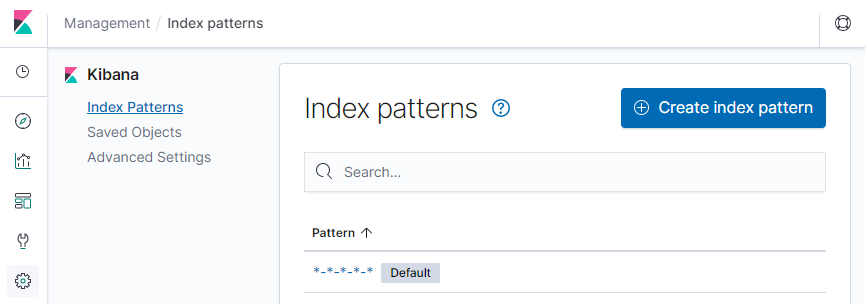 Management / Index patterns
Kibana
Index Patterns
Saved Objects
Advanced Settings
Index patterns ?
Create index pattern
Search...
Pattern
*-*-*-*-* Default